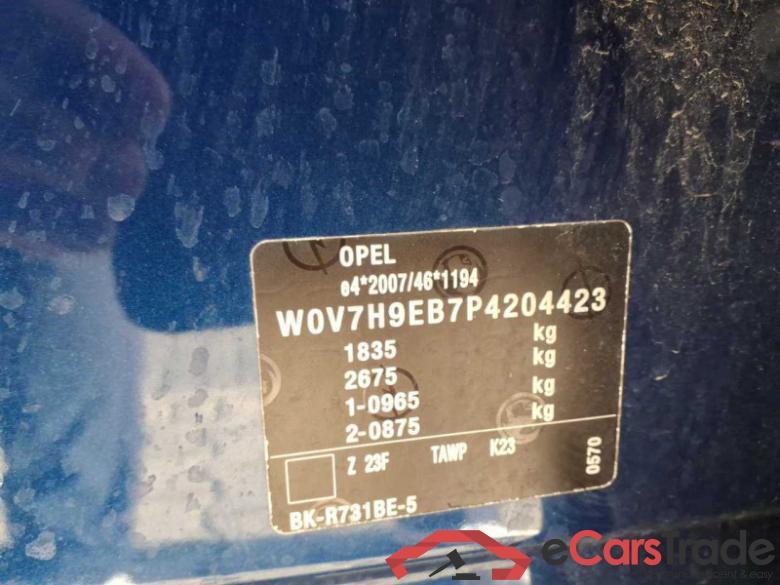 OPEL
e4*2007/46*1194
W0V7H9EB7P4204423
1835 kg
2675 kg
1-0965 kg
2-0875 kg
Z 23F TAWP K23
0570
BK-R731BE-5
eCarsTrade
& easy